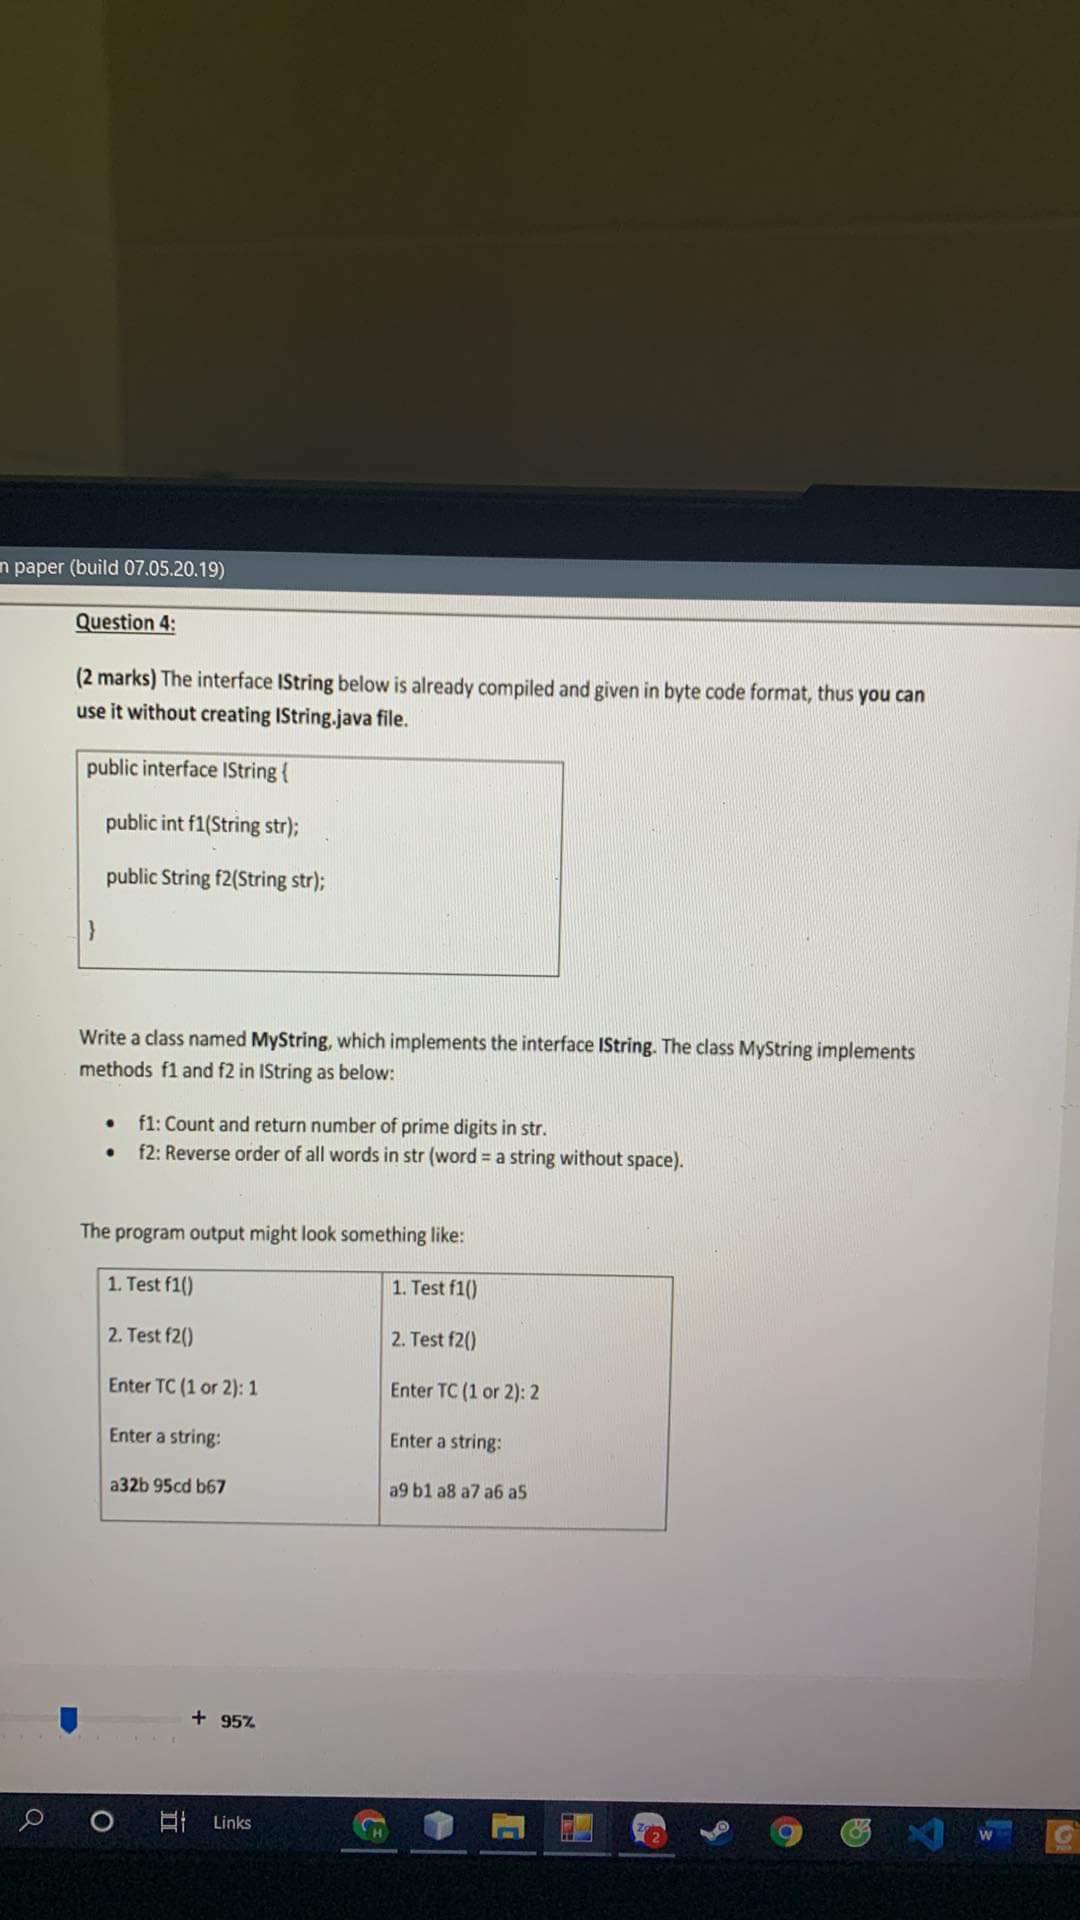 n paper (build 07.05.20.19)
Question 4:
(2 marks) The interface IString below is already compiled and given in byte code format, thus you can
use it without creating IString.java file.
public interface IString {
public int f1(String str);
public String f2(String str);
}
Write a class named MyString, which implements the interface IString. The class MyString implements
methods f1 and f2 in IString as below:
• f1: Count and return number of prime digits in str.
• f2: Reverse order of all words in str (word = a string without space).
The program output might look something like:
1. Test f1()
2. Test f2()
Enter TC (1 or 2): 1
Enter a string:
a32b 95cd b67
1. Test f1()
2. Test f2()
Enter TC (1 or 2): 2
Enter a string:
a9 b1 a8 a7 a6 a5
+ 95%
Links
H
2
W